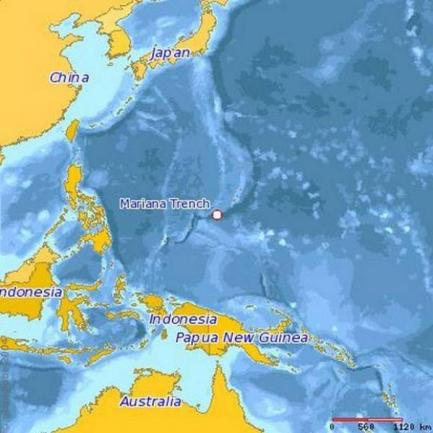 Japan
China
Mariana Trench
ndonesia
Indonesia
Papua New Guinea
Australia
0 560 1120 km